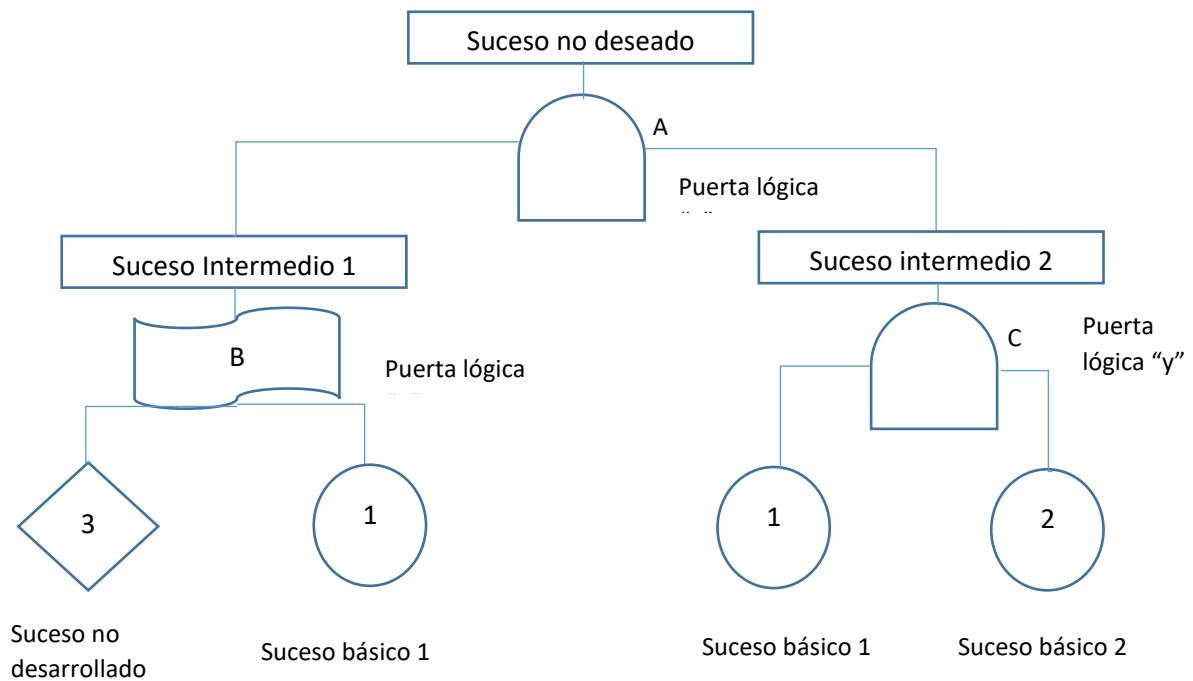 Suceso no deseado
A
Puerta lógica
Suceso Intermedio 1
Suceso intermedio 2
B
Puerta lógica
C
Puerta
lógica “y”
3
1
1
2
Suceso no
desarrollado
Suceso básico 1
Suceso básico 1
Suceso básico 2